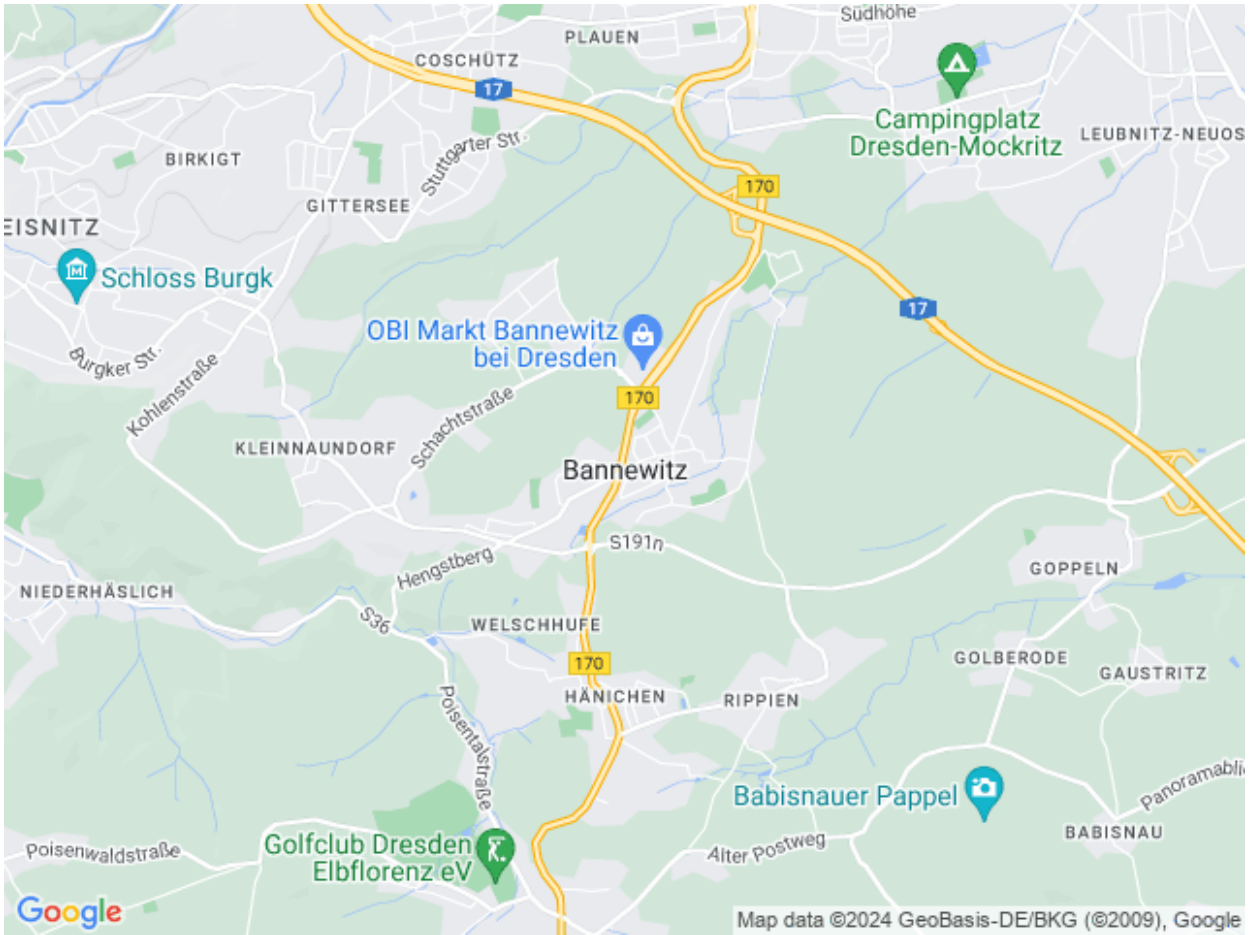 Südhöhe
PLAUEN
COSCHÜTZ
17
Campingplatz
Dresden-Mockritz
LEUBNITZ-NEUOS
Stuttgarter Str.
BIRKIGT
170
GITTERSEE
EISNITZ
Schloss Burgk
17
OBI Markt Bannewitz
bei Dresden
Burgker Str.
Kohlenstraße
170
Schachtstraße
KLEINNAUNDORF
Bannewitz
S191n
Hengstberg
GOPPELN
NIEDERHÄSLICH
S36
WELSCHHUFE
GOLBERODE
170
GAUSTRITZ
HÄNICHEN
RIPPIEN
Poisentalstraße
Panoramablic
Babisnauer Pappel
BABISNAU
Alter Postweg
Poisenwaldstraße
Golfclub Dresden
Elbflorenz eV
Google
Map data ©2024 GeoBasis-DE/BKG (©2009), Google